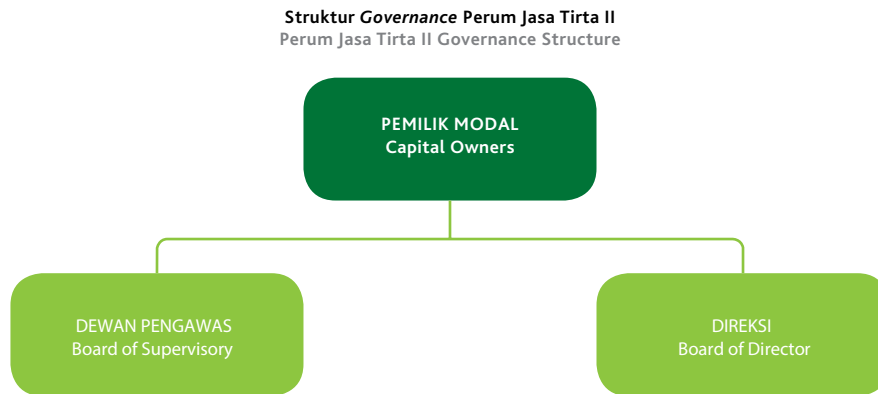 Struktur Governance Perum Jasa Tirta II
Perum Jasa Tirta II Governance Structure
PEMILIK MODAL
Capital Owners
DEWAN PENGAWAS
Board of Supervisory
DIREKSI
Board of Director